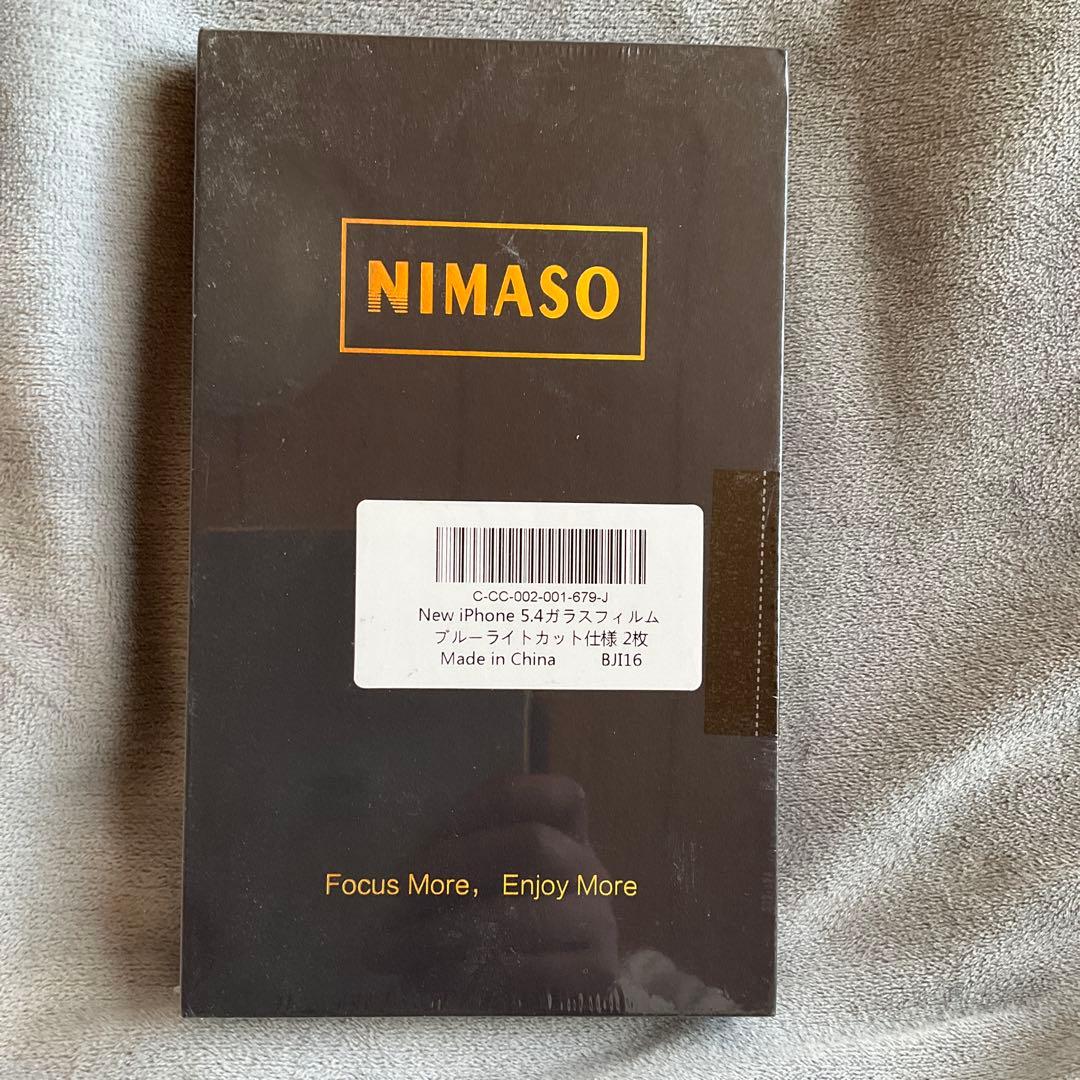 NIMASO
C-CC-002-001-679-J
New iPhone 5.4ガラスフィルム
ブルーライトカット仕様 2枚
Made in China BJI16
Focus More, Enjoy More